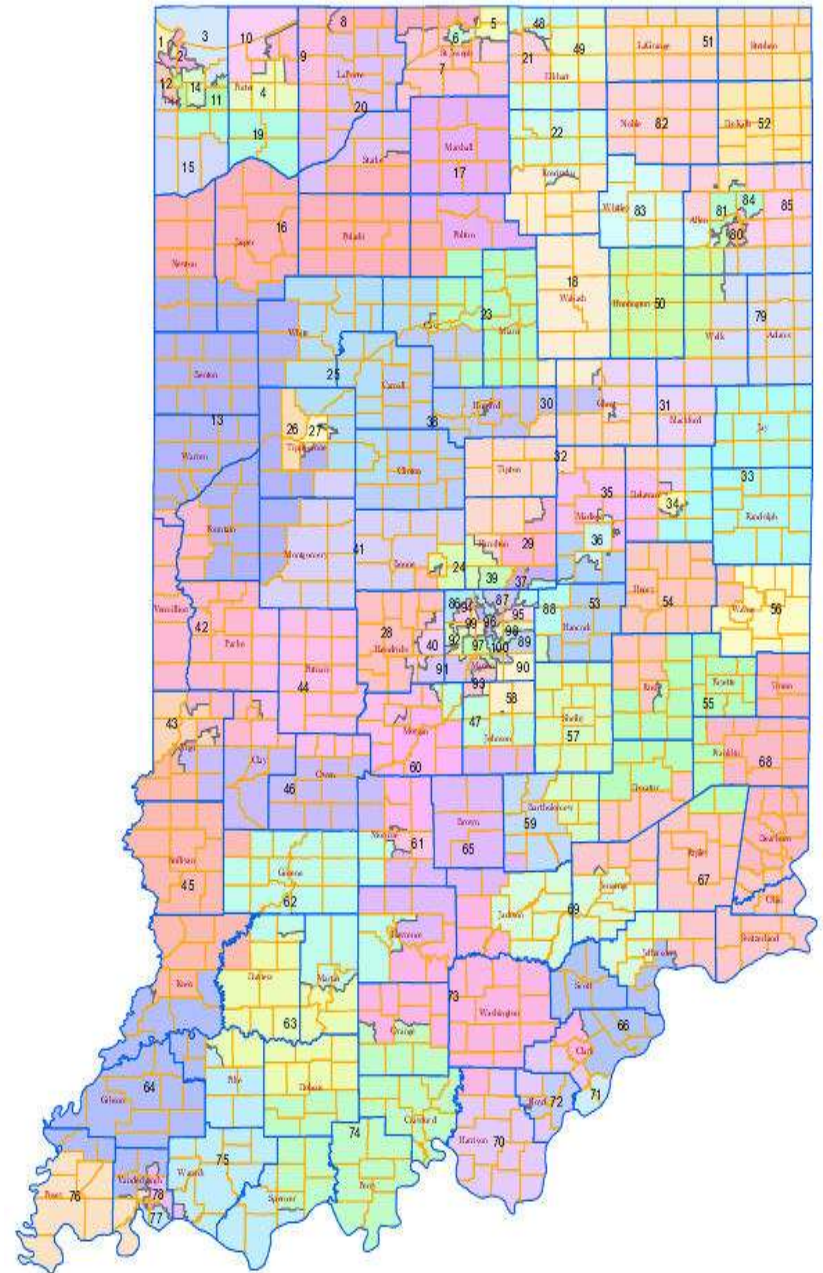 8 5 48
3 10 6 49 51
1 2 St Joseph LaGrange Steuben
9 LaPorte 7 21 Elkhart
12 14 11 Porter 4
20
19 22 Noble 82 De Kalb 52
Marshall
15 Starke 17
Kosciusko
Whitley 83 Allen 81 84 85
80
16 Jasper Pulaski Fulton
Newton
18 Wabash Huntington 50
23 79
White Cass Miami Wells Adams
Benton 25 Carroll
38 Howard 30 Grant 31 Blackford Jay
13 26 27
Tippecanoe
Warren Clinton Tipton 32
33
35 Delaware 34
Madison Randolph
Fountain
Montgomery 41 Boone 24 Hamilton 29 36
39 37
Vermillion 86 94 87 88 53 Henry 54 Wayne 56
42 Parke 28 Hendricks 99 96 95 Hancock
40 92 97 98 89
100
Putnam 91 90
44 93 Rush Fayette Union
58 55
43 Vigo 47 Shelby
Clay Morgan Johnson 57 Franklin 68
60
46 Owen Decatur
Monroe 61 Brown 65 Bartholomew 59 Dearborn
Sullivan 45 Ripley 67
Greene 62 Jennings
Jackson 69 Ohio
Lawrence Jefferson Switzerland
Knox Daviess Martin Scott
63 73 Washington 66
Orange Clark
64 Pike Dubois 71
Gibson Floyd 72
Crawford
74 Harrison 70
75 Warrick
76 Posey Vanderburgh 78 Spencer Perry
77